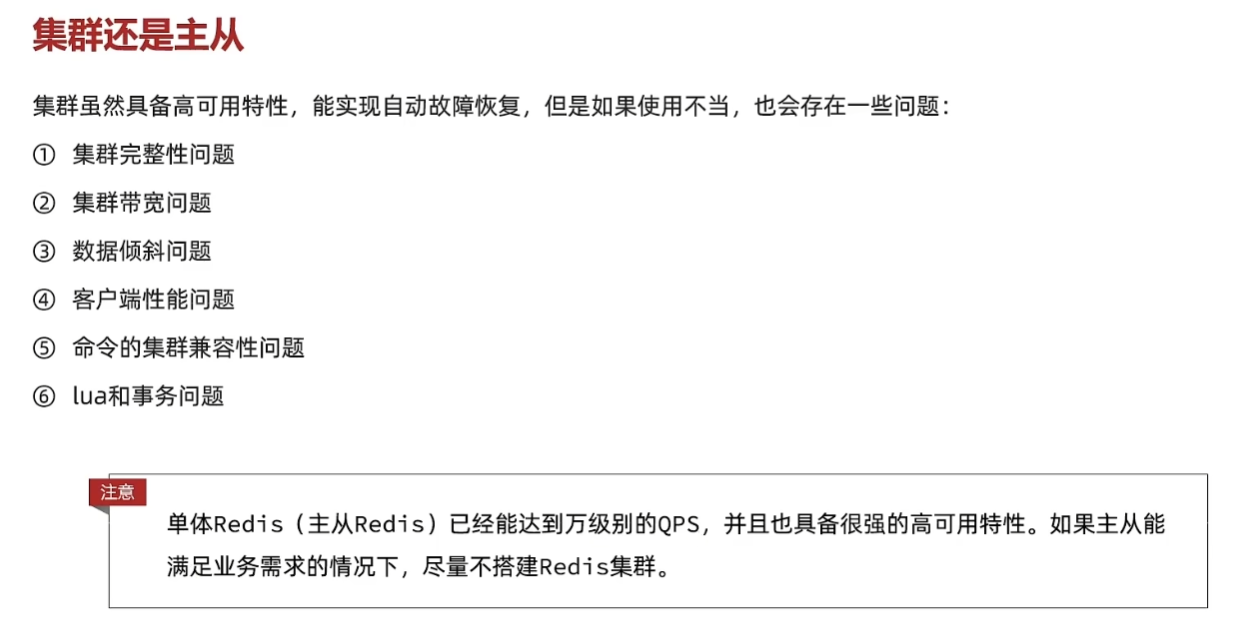 集群还是主从
集群虽然具备高可用特性，能实现自动故障恢复，但是如果使用不当，也会存在一些问题：
① 集群完整性问题
② 集群带宽问题
③ 数据倾斜问题
④ 客户端性能问题
⑤ 命令的集群兼容性问题
⑥ lua和事务问题
注意
单体Redis（主从Redis）已经能达到万级别的QPS，并且也具备很强的高可用特性。如果主从能
满足业务需求的情况下，尽量不搭建Redis集群。